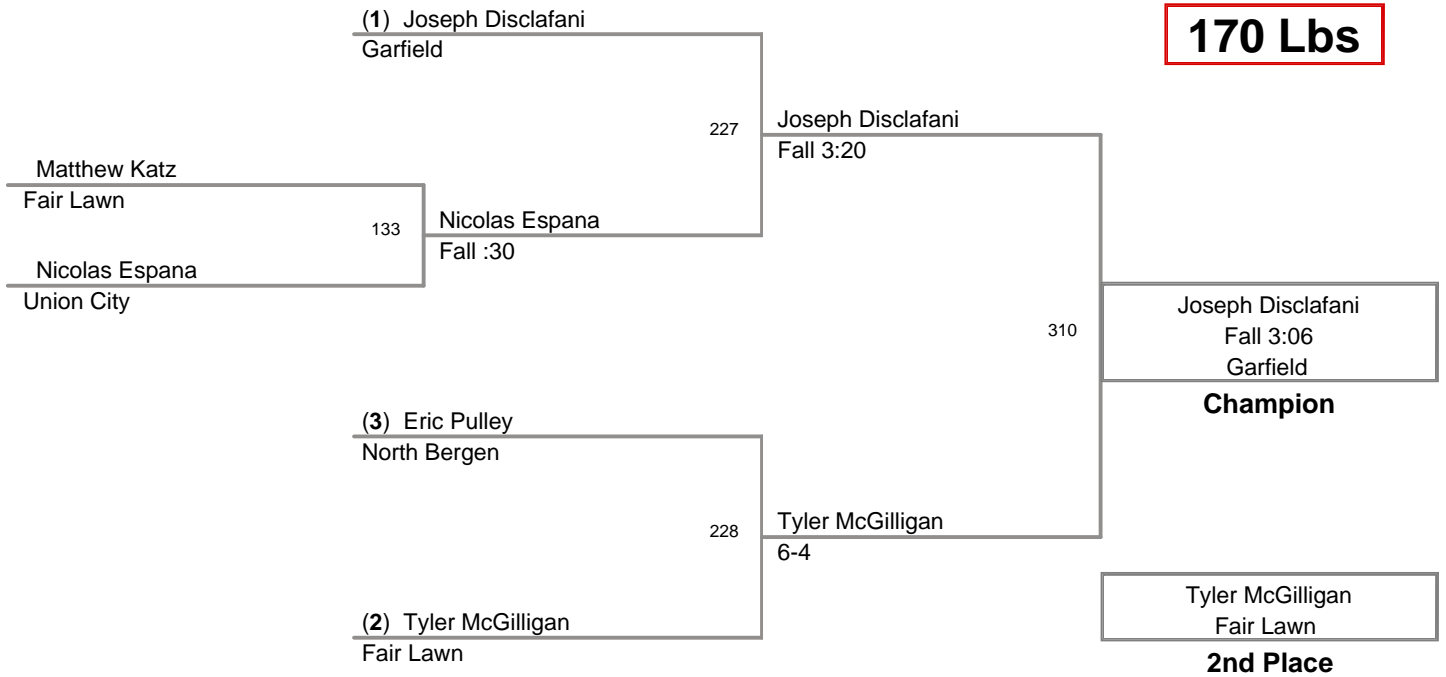 (1) Joseph Disclafani
Garfield
170 Lbs
227
Joseph Disclafani
Fall 3:20
Matthew Katz
Fair Lawn
133
Nicolas Espana
Fall :30
Nicolas Espana
Union City
310
Joseph Disclafani
Fall 3:06
Garfield
Champion
(3) Eric Pulley
North Bergen
228
Tyler McGilligan
6-4
(2) Tyler McGilligan
Fair Lawn
Tyler McGilligan
Fair Lawn
2nd Place